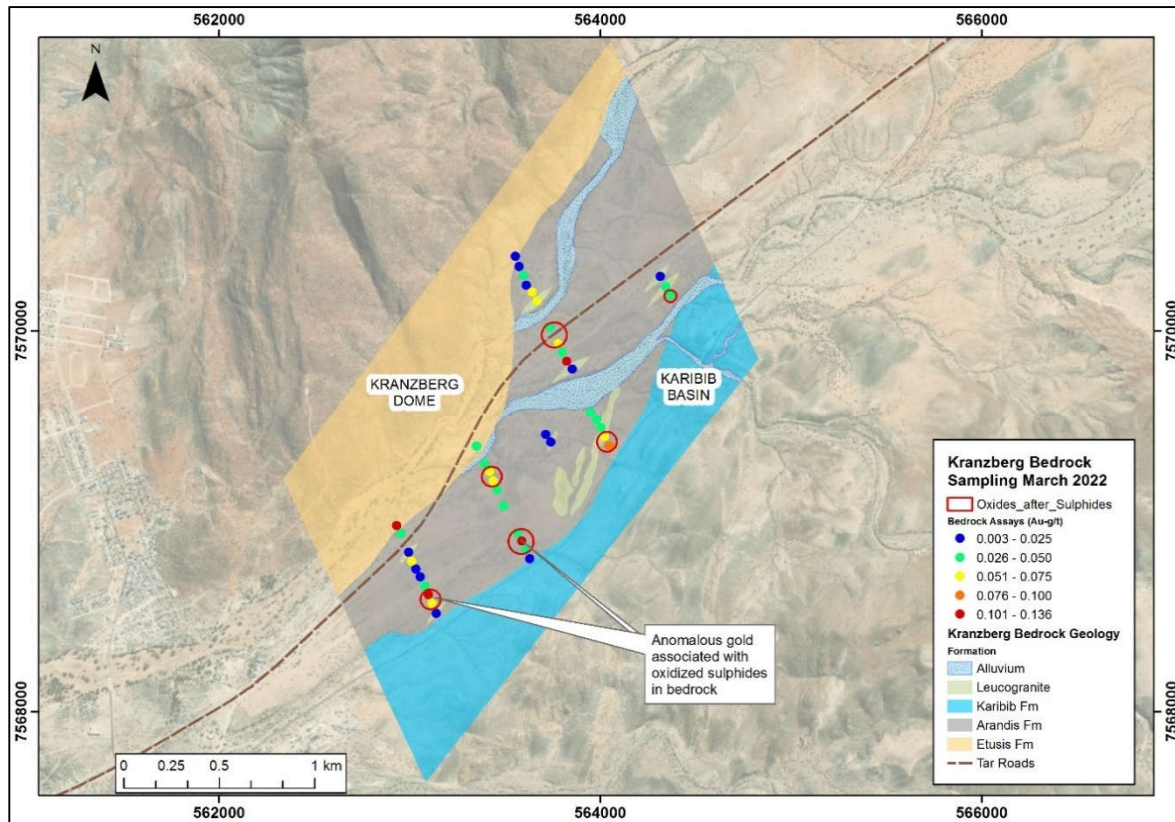 562000
564000
566000
N
7570000
7570000
KRANZBERG
DOME
KARIBIB
BASIN
Kranzberg Bedrock
Sampling March 2022
Oxides_after_Sulphides
Bedrock Assays (Au-g/t)
0.003 - 0.025
0.026 - 0.050
0.051 - 0.075
0.076 - 0.100
0.101 - 0.136
Kranzberg Bedrock Geology
Formation
Alluvium
Leucogranite
Karibib Fm
Arandis Fm
Etusis Fm
Tar Roads
Anomalous gold
associated with
oxidized sulphides
in bedrock
7568000
7568000
0 0.25 0.5 1 km
562000
564000
566000